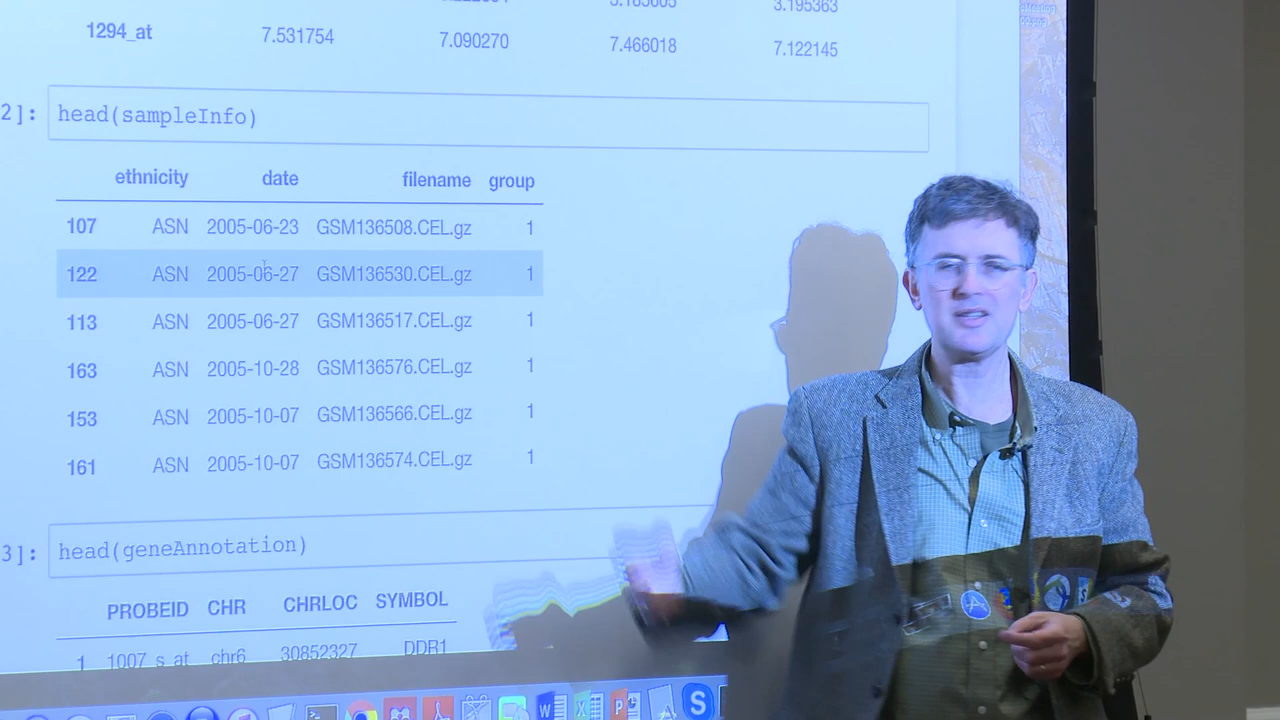 3.185605 3.195363
1294_at 7.531754 7.090270 7.466018 7.122145
2]: head(sampleInfo)
ethnicity date filename group
107 ASN 2005-06-23 GSM136508.CEL.gz 1
122 ASN 2005-06-27 GSM136530.CEL.gz 1
113 ASN 2005-06-27 GSM136517.CEL.gz 1
163 ASN 2005-10-28 GSM136576.CEL.gz 1
153 ASN 2005-10-07 GSM136566.CEL.gz 1
161 ASN 2005-10-07 GSM136574.CEL.gz 1
3]: head(geneAnnotation)
PROBEID CHR CHRLOC SYMBOL
1 1007_s_at chr6 30852327 DDR1
W X P S